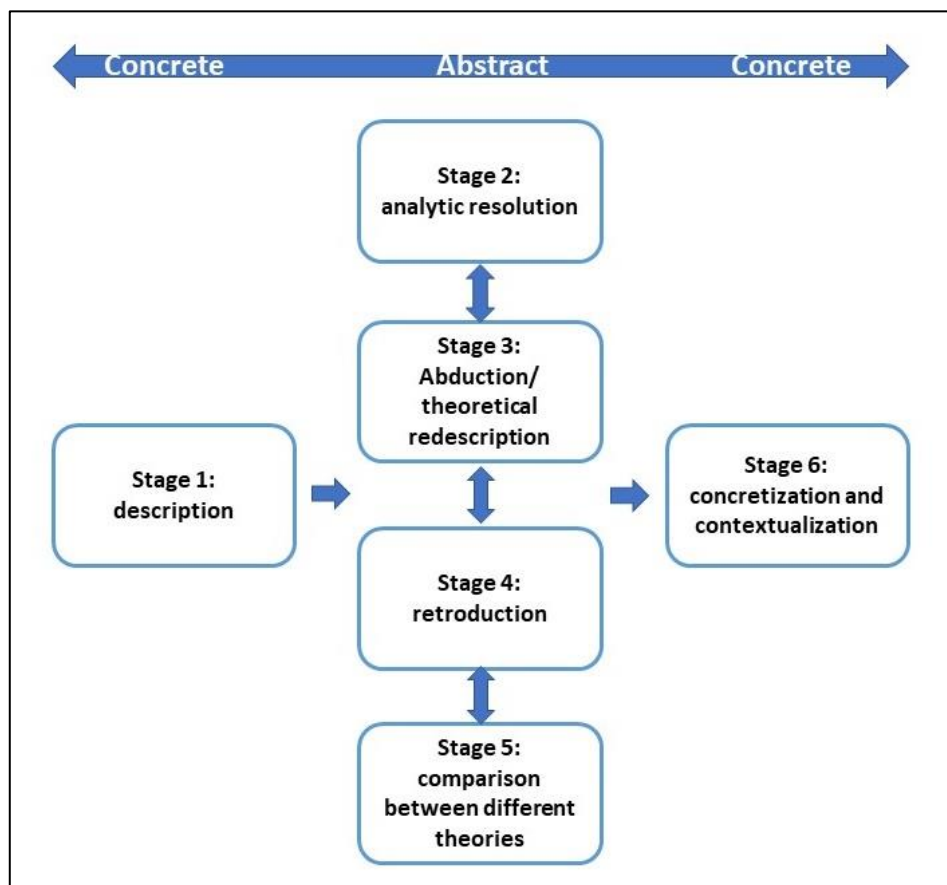 Concrete Abstract Concrete
Stage 2:
analytic resolution
Stage 3:
Abduction/
theoretical
redescription
Stage 1:
description
Stage 6:
concretization and
contextualization
Stage 4:
retroduction
Stage 5:
comparison
between different
theories